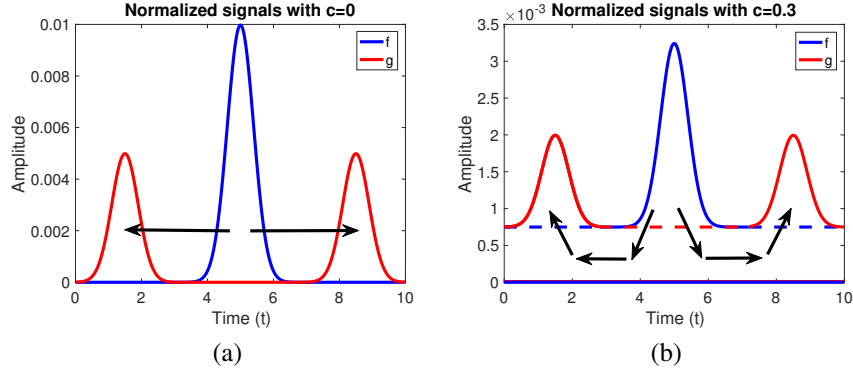 Normalized signals with c=0
0.01
0.008
0.006
0.004
0.002
0
Amplitude
0 2 4 6 8 10
Time (t)
f
g
(a)
Normalized signals with c=0.3
×10⁻³
3.5
3
2.5
2
1.5
1
0.5
0
Amplitude
0 2 4 6 8 10
Time (t)
f
g
(b)